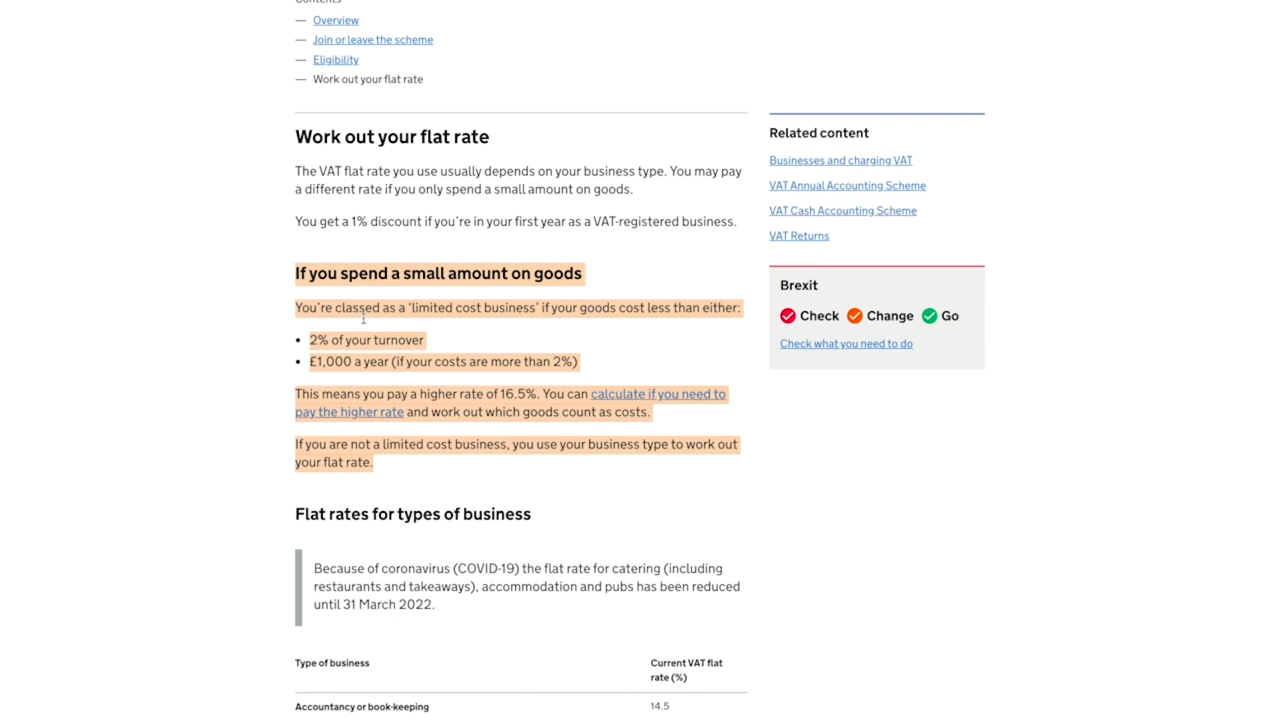 Contents
— Overview
— Join or leave the scheme
— Eligibility
— Work out your flat rate
Work out your flat rate
The VAT flat rate you use usually depends on your business type. You may pay
a different rate if you only spend a small amount on goods.
You get a 1% discount if you’re in your first year as a VAT-registered business.
If you spend a small amount on goods
You’re classed as a ‘limited cost business’ if your goods cost less than either:
• 2% of your turnover
• £1,000 a year (if your costs are more than 2%)
This means you pay a higher rate of 16.5%. You can calculate if you need to
pay the higher rate and work out which goods count as costs.
If you are not a limited cost business, you use your business type to work out
your flat rate.
Flat rates for types of business
Because of coronavirus (COVID-19) the flat rate for catering (including
restaurants and takeaways), accommodation and pubs has been reduced
until 31 March 2022.
Type of business
Current VAT flat
rate (%)
Accountancy or book-keeping 14.5
Related content
Businesses and charging VAT
VAT Annual Accounting Scheme
VAT Cash Accounting Scheme
VAT Returns
Brexit
Check Change Go
Check what you need to do